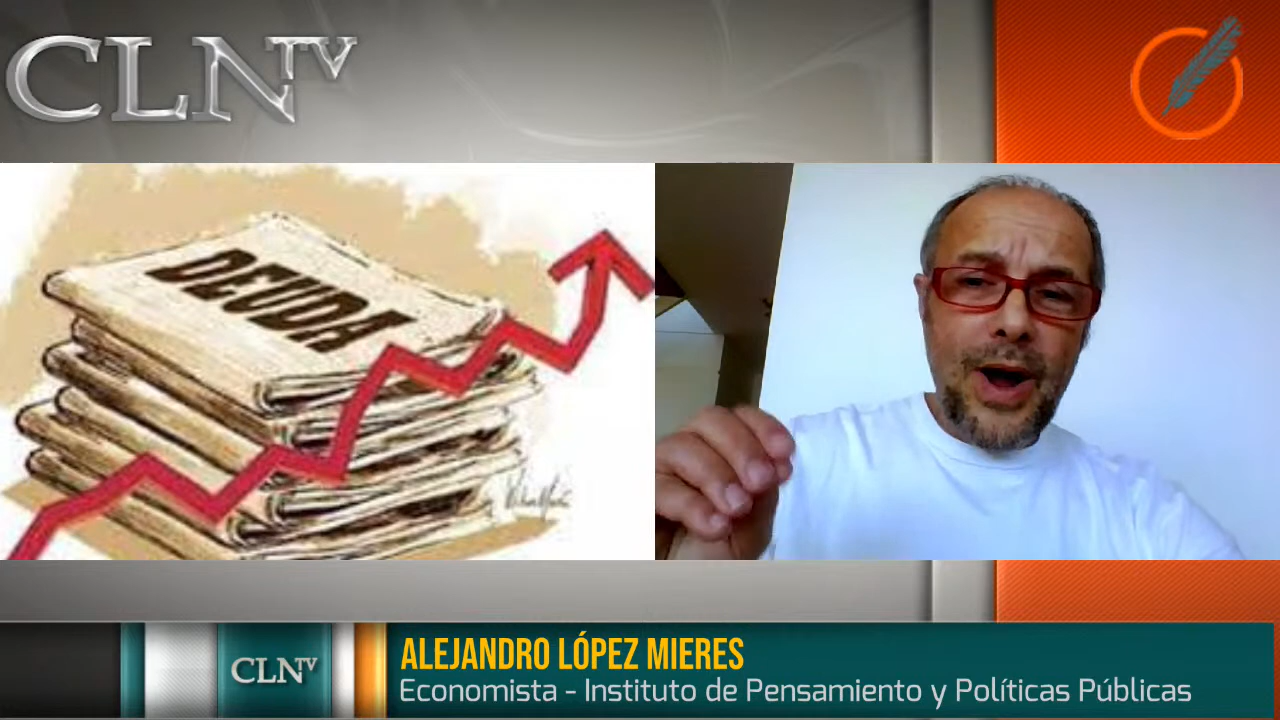 CLNTV
DEUDA
CLNTV
ALEJANDRO LÓPEZ MIERES
Economista - Instituto de Pensamiento y Políticas Públicas